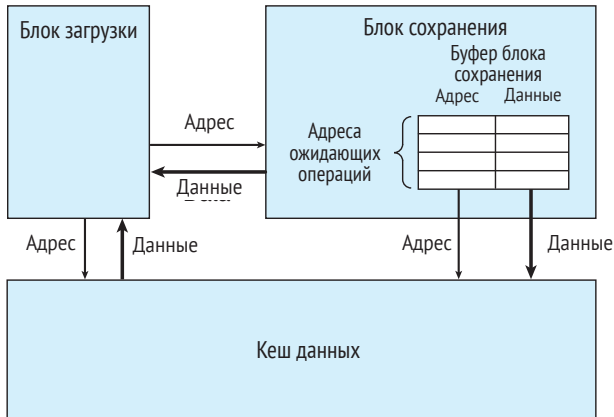 Блок загрузки
Блок сохранения
Буфер блока
сохранения
Адрес
Данные
Адрес
Адреса
ожидающих
операций
Данные
Адрес
Данные
Адрес
Данные
Кеш данных